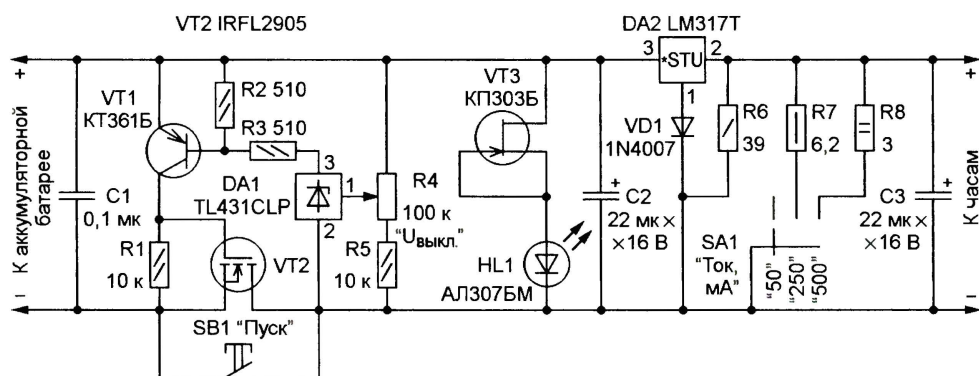 VT2 IRFL2905
DA2 LM317T
+
3
*STU
2
+
VT1
КТ361Б
R2 510
R3 510
VT3
КП303Б
1
VD1
1N4007
R6
39
R7
6,2
R8
3
К аккумуляторной
батарее
C1
0,1 мк
DA1
TL431CLP
3
1
2
R4
100 к
“Uвыкл.”
+
C2
22 мк ×
×16 В
+
C3
22 мк ×
×16 В
К часам
R1
10 к
VT2
R5
10 к
HL1
АЛ307БМ
SA1
“Ток,
мА”
“50”
“250”
“500”
–
–
SB1 “Пуск”